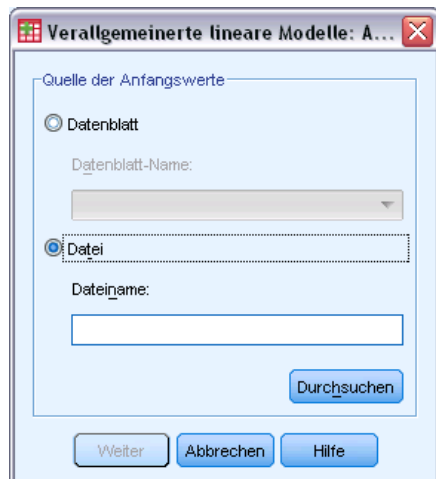 Verallgemeinerte lineare Modelle: A...
Quelle der Anfangswerte
Datenblatt
Datenblatt-Name:
Datei
Dateiname:
Durchsuchen
Weiter Abbrechen Hilfe